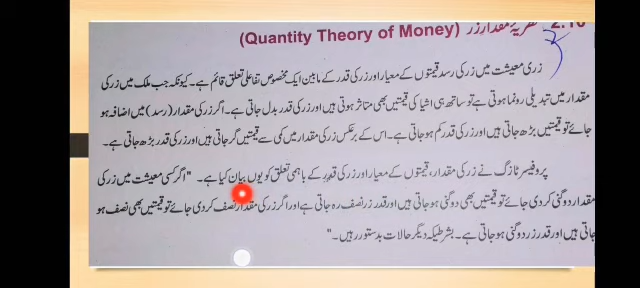 2.10 نظریۂ مقدار زر (Quantity Theory of Money)
زری معیشت میں زر کی رسد قیمتوں کے معیار اور زر کی قدر کے مابین ایک مخصوص تفاعلی تعلق قائم ہے۔ کیونکہ جب ملک میں زر کی
مقدار میں تبدیلی رونما ہوتی ہے تو ساتھ ہی اشیا کی قیمتیں بھی متاثر ہوتی ہیں اور زر کی قدر بدل جاتی ہے۔ اگر زر کی مقدار (رسد) میں اضافہ ہو
جائے تو قیمتیں بڑھ جاتی ہیں اور زر کی قدر کم ہو جاتی ہے۔ اس کے برعکس زر کی مقدار میں کمی سے قیمتیں گر جاتی ہیں اور زر کی قدر بڑھ جاتی ہے۔
پروفیسر ٹازگ نے زر کی مقدار، قیمتوں کے معیار اور زر کی قدر کے باہمی تعلق کو یوں بیان کیا ہے۔ "اگر کسی معیشت میں زر کی
مقدار دوگنی کر دی جائے تو قیمتیں بھی دوگنی ہو جاتی ہیں اور قدر زر نصف رہ جاتی ہے اور اگر زر کی مقدار نصف کر دی جائے تو قیمتیں بھی نصف ہو
جاتی ہیں اور قدر زر دوگنی ہو جاتی ہے۔ بشرطیکہ دیگر حالات بدستور رہیں۔"